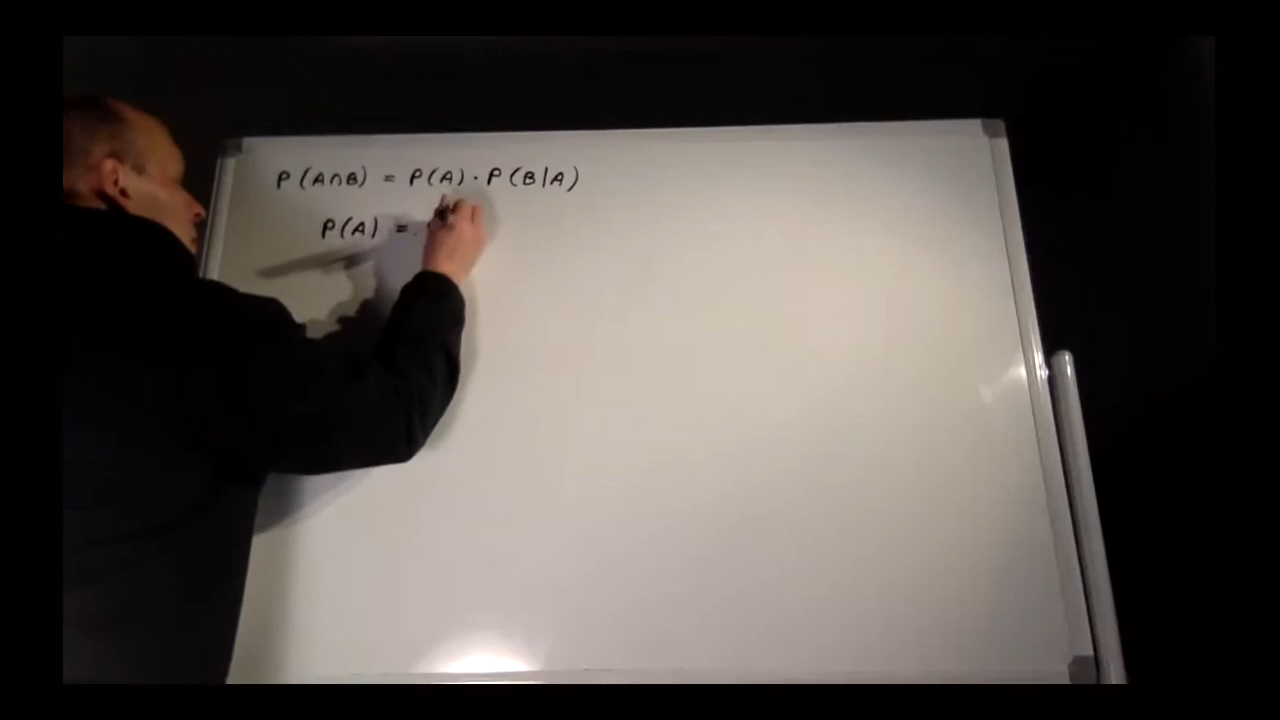 P(A∩B) = P(A)·P(B|A)
P(A) =